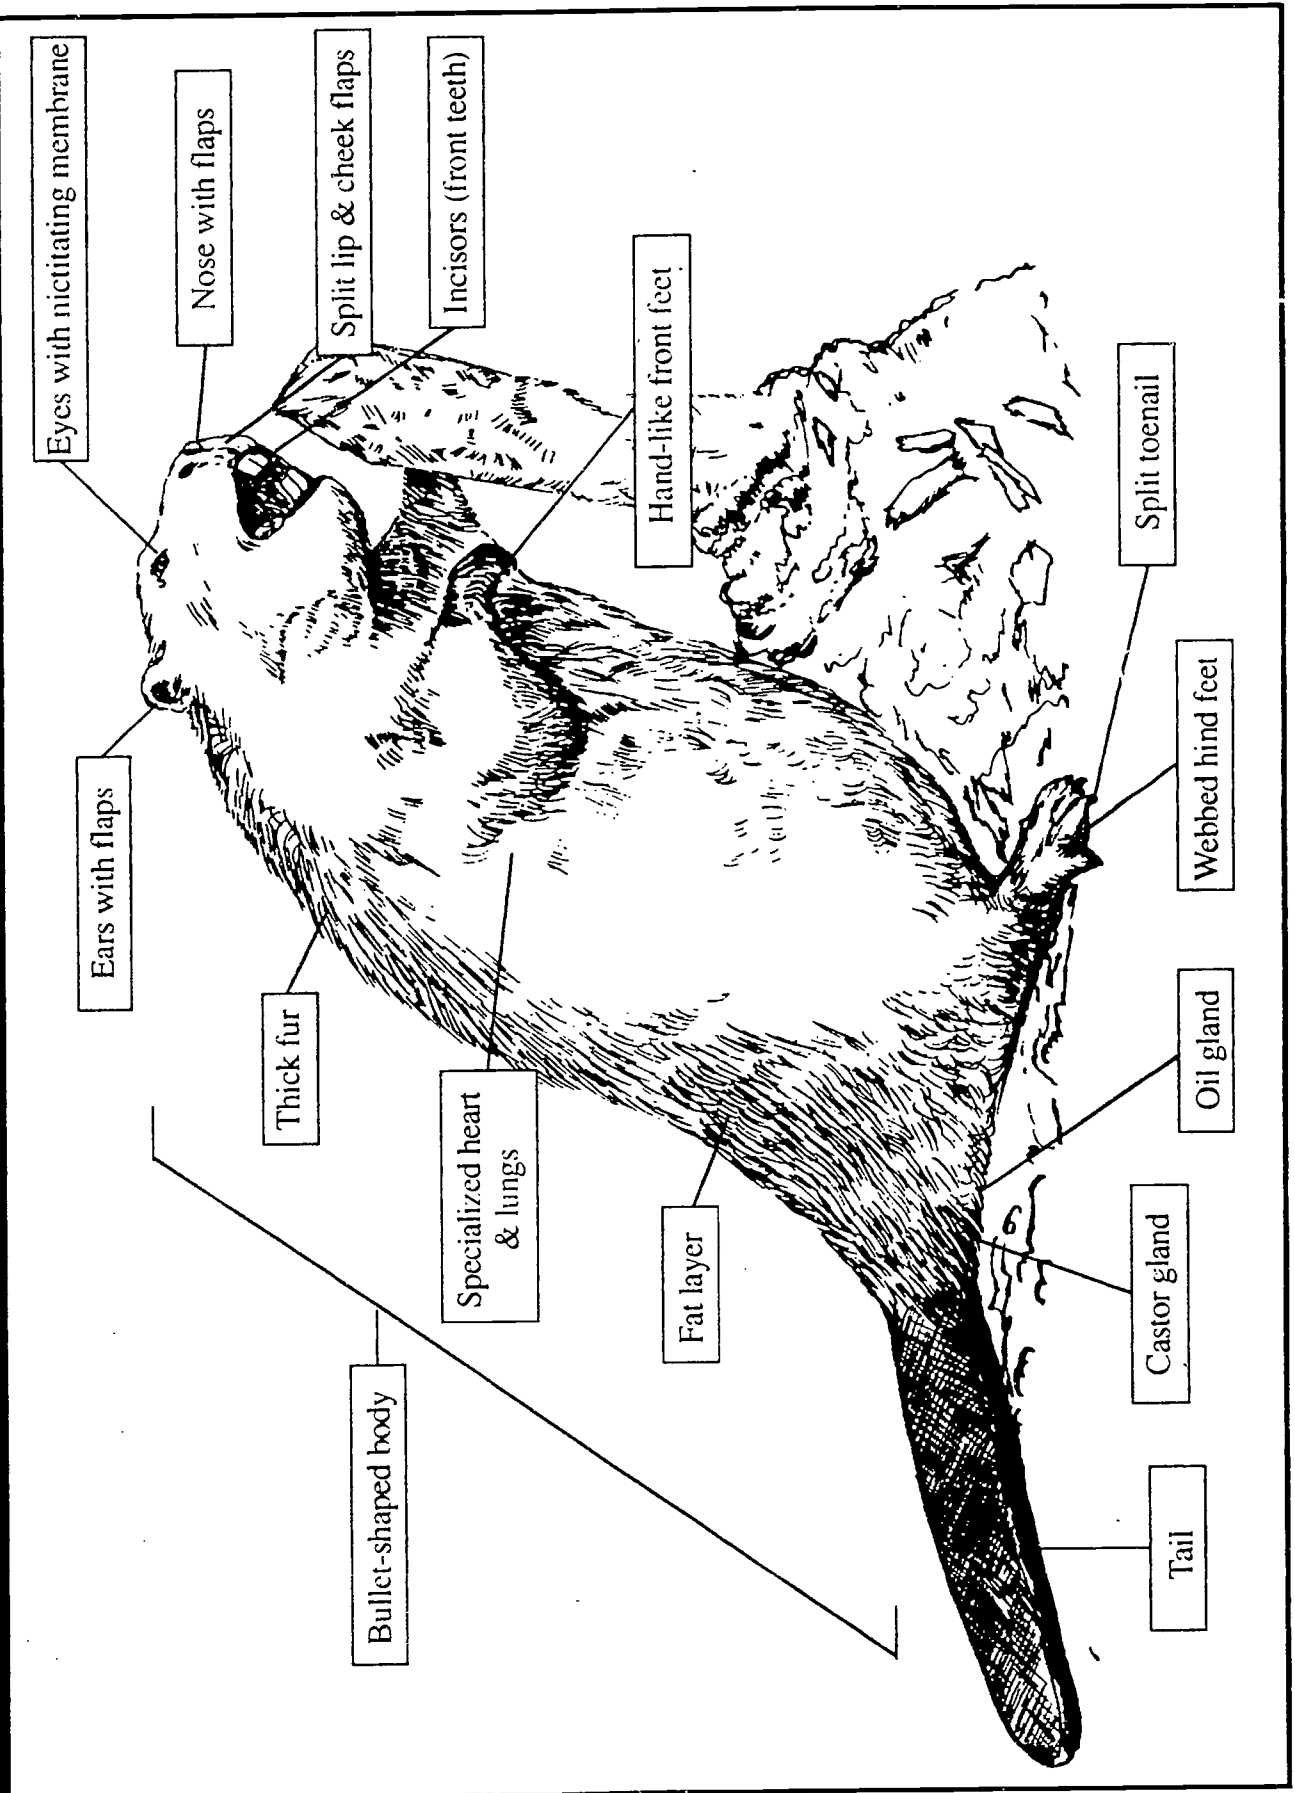 Eyes with nictitating membrane
Nose with flaps
Split lip & cheek flaps
Incisors (front teeth)
Hand-like front feet
Split toenail
Webbed hind feet
Ears with flaps
Thick fur
Specialized heart
& lungs
Fat layer
Oil gland
Castor gland
Bullet-shaped body
Tail